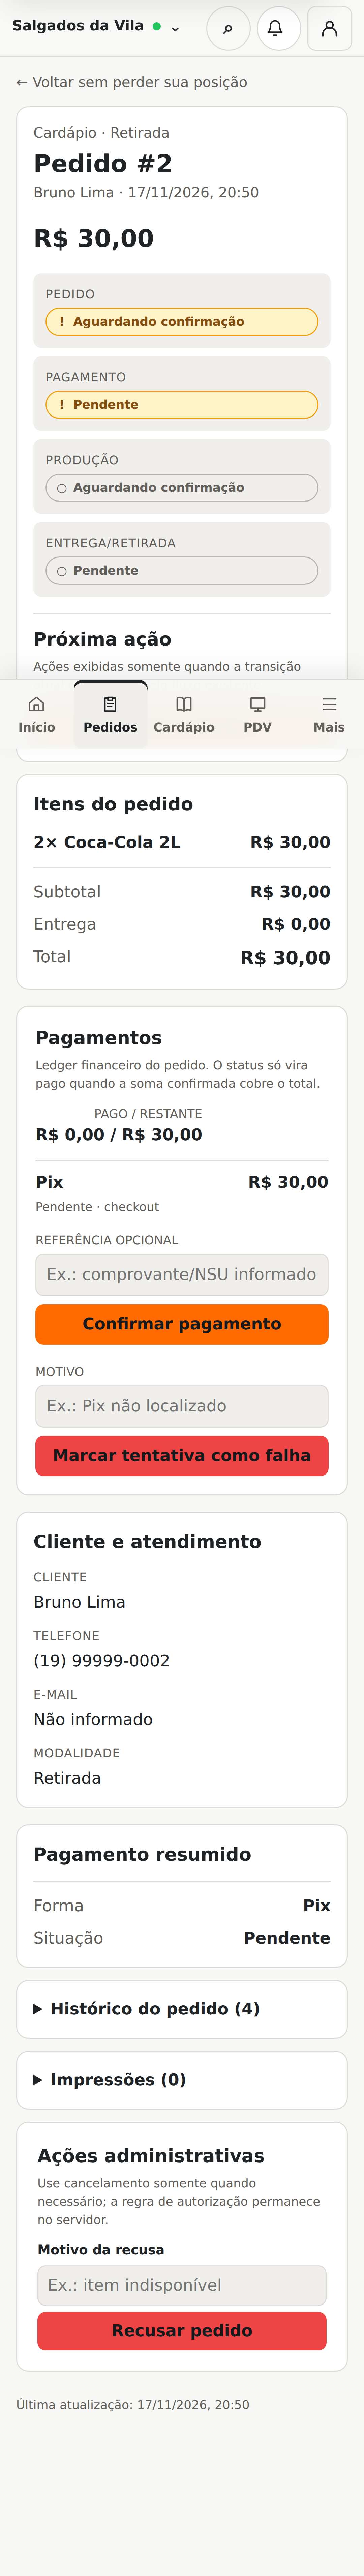 Salgados da Vila
← Voltar sem perder sua posição
Cardápio · Retirada
Pedido #2
Bruno Lima · 17/11/2026, 20:50
R$ 30,00
PEDIDO
! Aguardando confirmação
PAGAMENTO
! Pendente
PRODUÇÃO
○ Aguardando confirmação
ENTREGA/RETIRADA
○ Pendente
Próxima ação
Ações exibidas somente quando a transição
Início Pedidos Cardápio PDV Mais
Itens do pedido
2× Coca-Cola 2L R$ 30,00
Subtotal R$ 30,00
Entrega R$ 0,00
Total R$ 30,00
Pagamentos
Ledger financeiro do pedido. O status só vira
pago quando a soma confirmada cobre o total.
PAGO / RESTANTE
R$ 0,00 / R$ 30,00
Pix R$ 30,00
Pendente · checkout
REFERÊNCIA OPCIONAL
Ex.: comprovante/NSU informado
Confirmar pagamento
MOTIVO
Ex.: Pix não localizado
Marcar tentativa como falha
Cliente e atendimento
CLIENTE
Bruno Lima
TELEFONE
(19) 99999-0002
E-MAIL
Não informado
MODALIDADE
Retirada
Pagamento resumido
Forma Pix
Situação Pendente
▶ Histórico do pedido (4)
▶ Impressões (0)
Ações administrativas
Use cancelamento somente quando
necessário; a regra de autorização permanece
no servidor.
Motivo da recusa
Ex.: item indisponível
Recusar pedido
Última atualização: 17/11/2026, 20:50